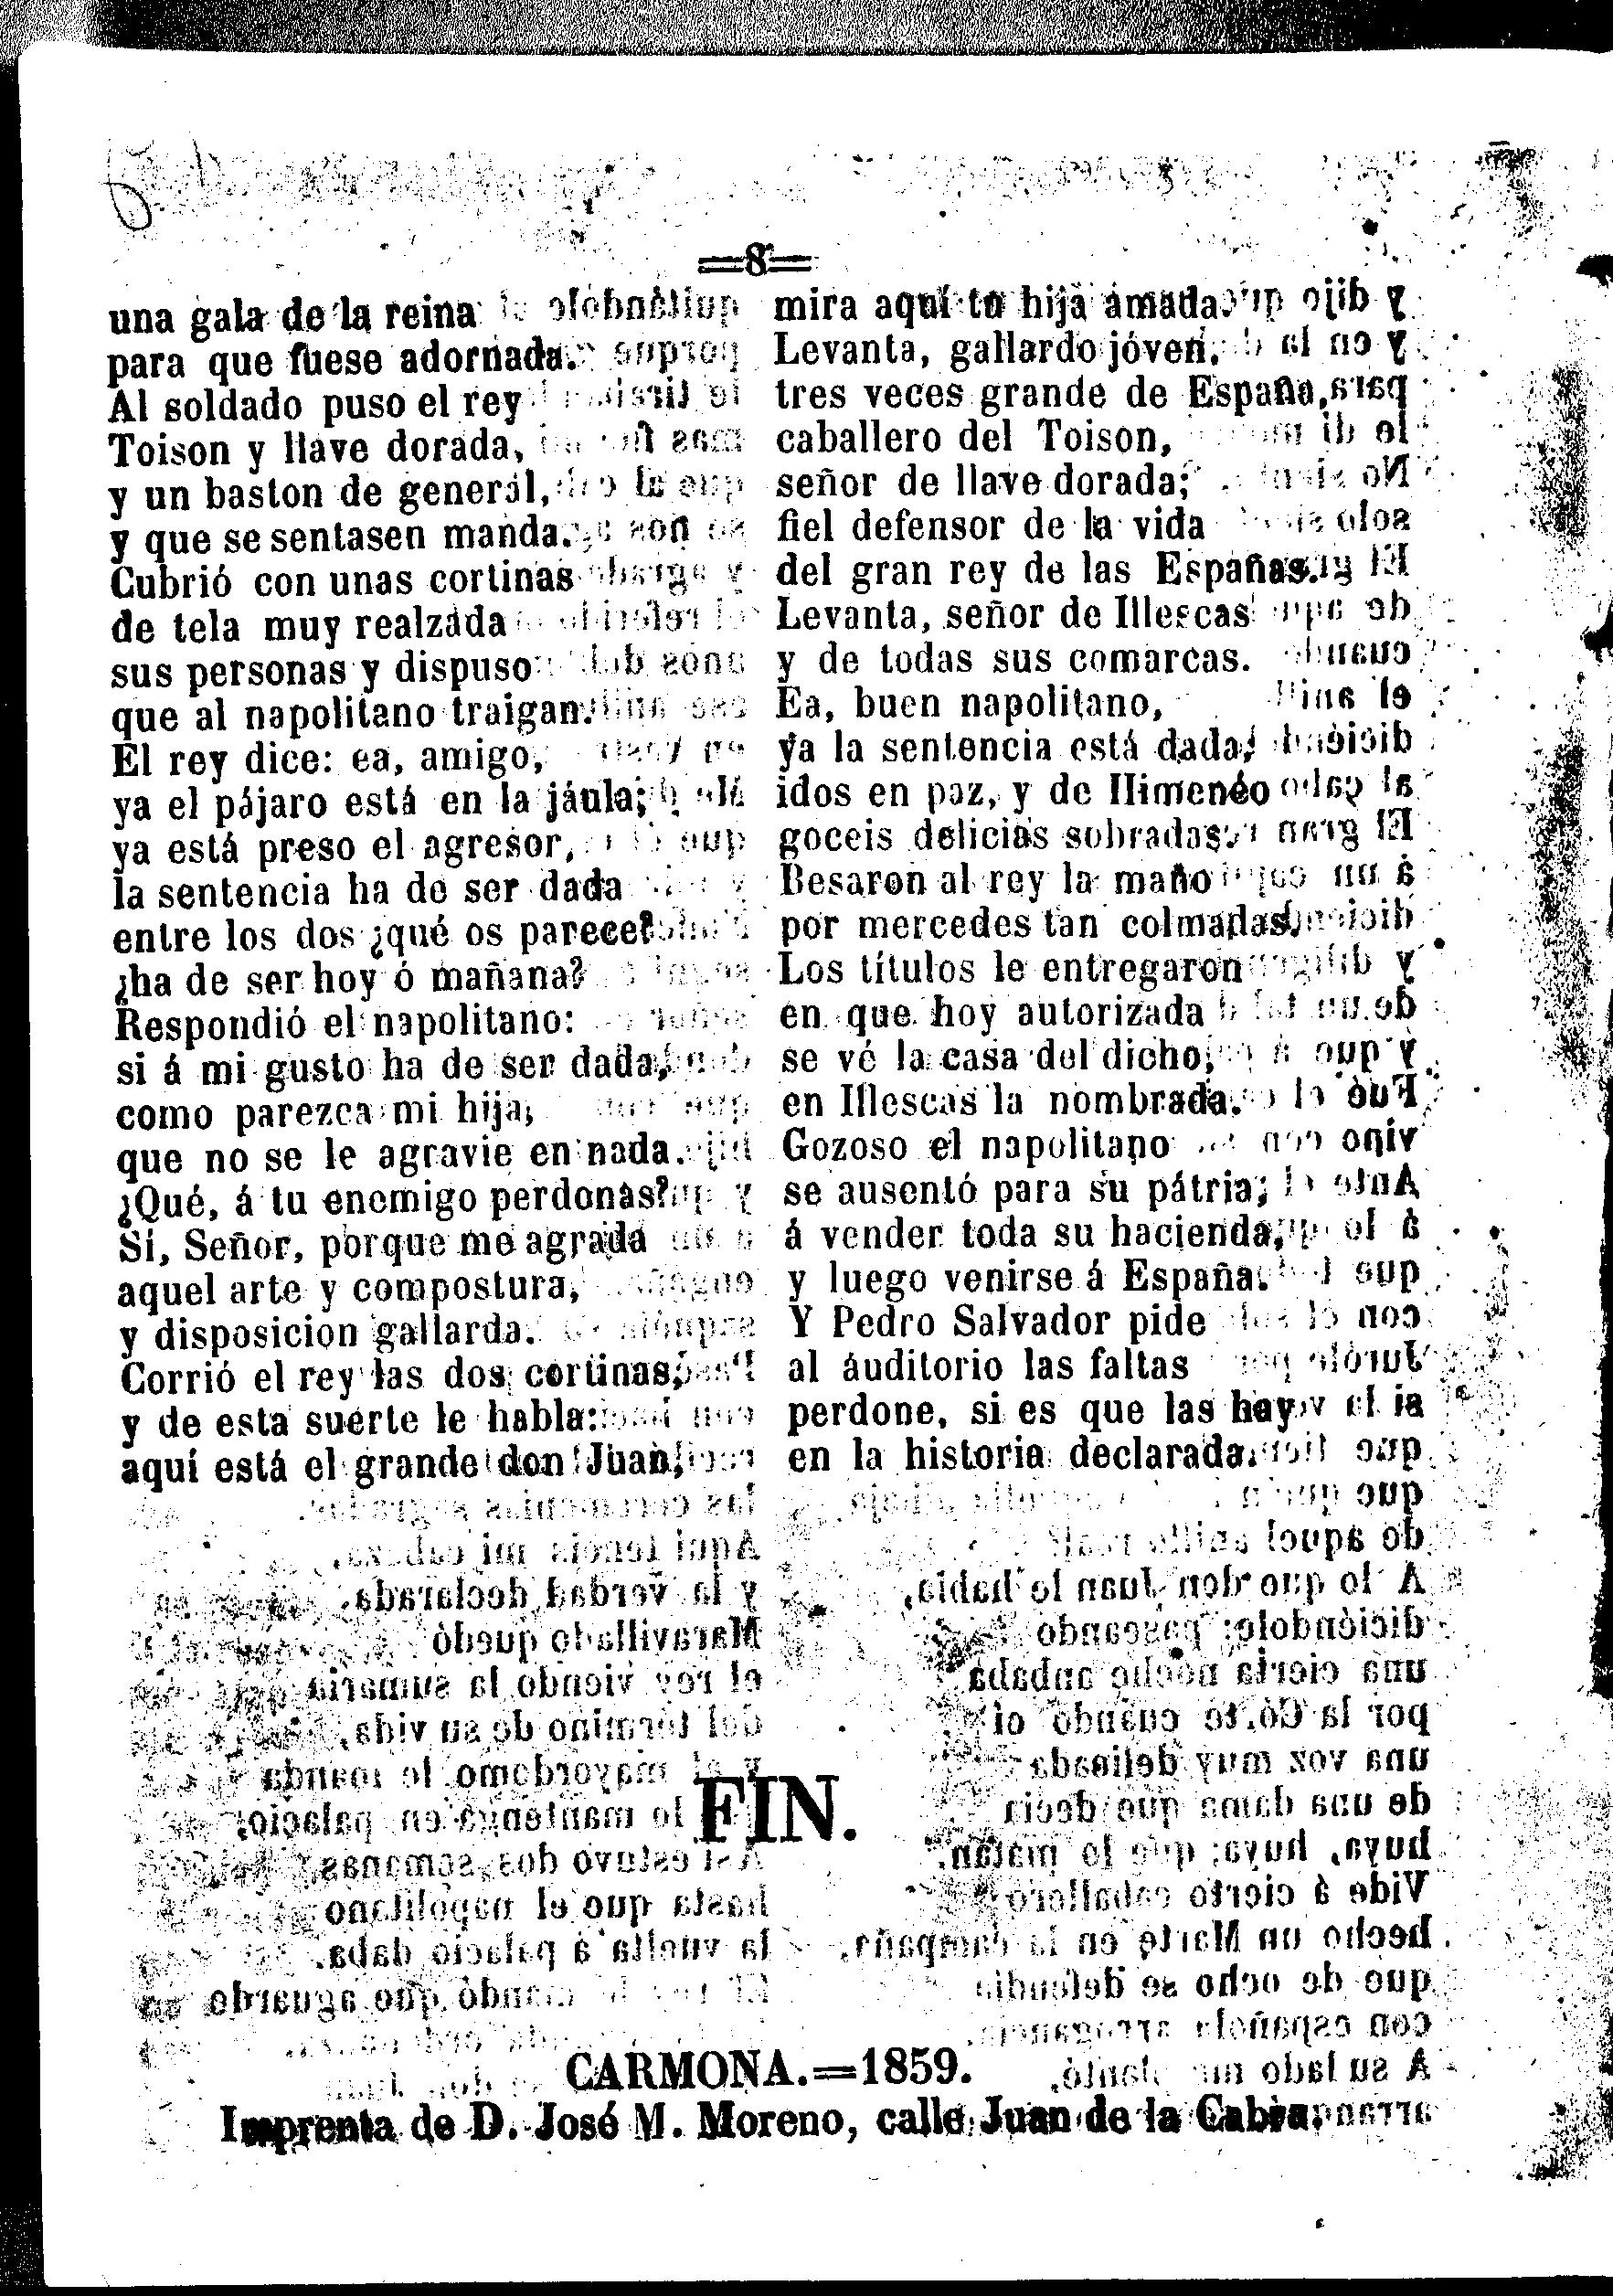 =8=
una gala de la reina
para que fuese adornada.
Al soldado puso el rey
Toison y llave dorada,
y un baston de general,
y que se sentasen manda.
Cubrió con unas cortinas
de tela muy realzada
sus personas y dispuso
que al napolitano traigan.
El rey dice: ea, amigo,
ya el pájaro está en la jáula;
ya está preso el agresor,
la sentencia ha de ser dada
entre los dos ¿qué os parece?
¿ha de ser hoy ó mañana?
Respondió el napolitano:
si á mi gusto ha de ser dada,
como parezca mi hija,
que no se le agravie en nada.
¿Qué, á tu enemigo perdonas?
Si, Señor, porque me agrada
aquel arte y compostura,
y disposicion gallarda.
Corrió el rey las dos cortinas,
y de esta suerte le habla:
aquí está el grande don Juan,
mira aquí tu hija amada.
Levanta, gallardo jóven,
tres veces grande de España,
caballero del Toison,
señor de llave dorada;
fiel defensor de la vida
del gran rey de las Españas.
Levanta, señor de Illescas
y de todas sus comarcas.
Ea, buen napolitano,
ya la sentencia está dada,
idos en paz, y de Himenéo
goceis delicias sobradas.
Besaron al rey la mano
por mercedes tan colmadas.
Los títulos le entregaron
en que hoy autorizada
se vé la casa del dicho,
en Illescas la nombrada.
Gozoso el napolitano
se ausentó para su pátria;
á vender toda su hacienda,
y luego venirse á España.
Y Pedro Salvador pide
al áuditorio las faltas
perdone, si es que las hay
en la historia declarada.
FIN.
CARMONA.=1859.
Imprenta de D. José M. Moreno, calle Juan de la Cabra.